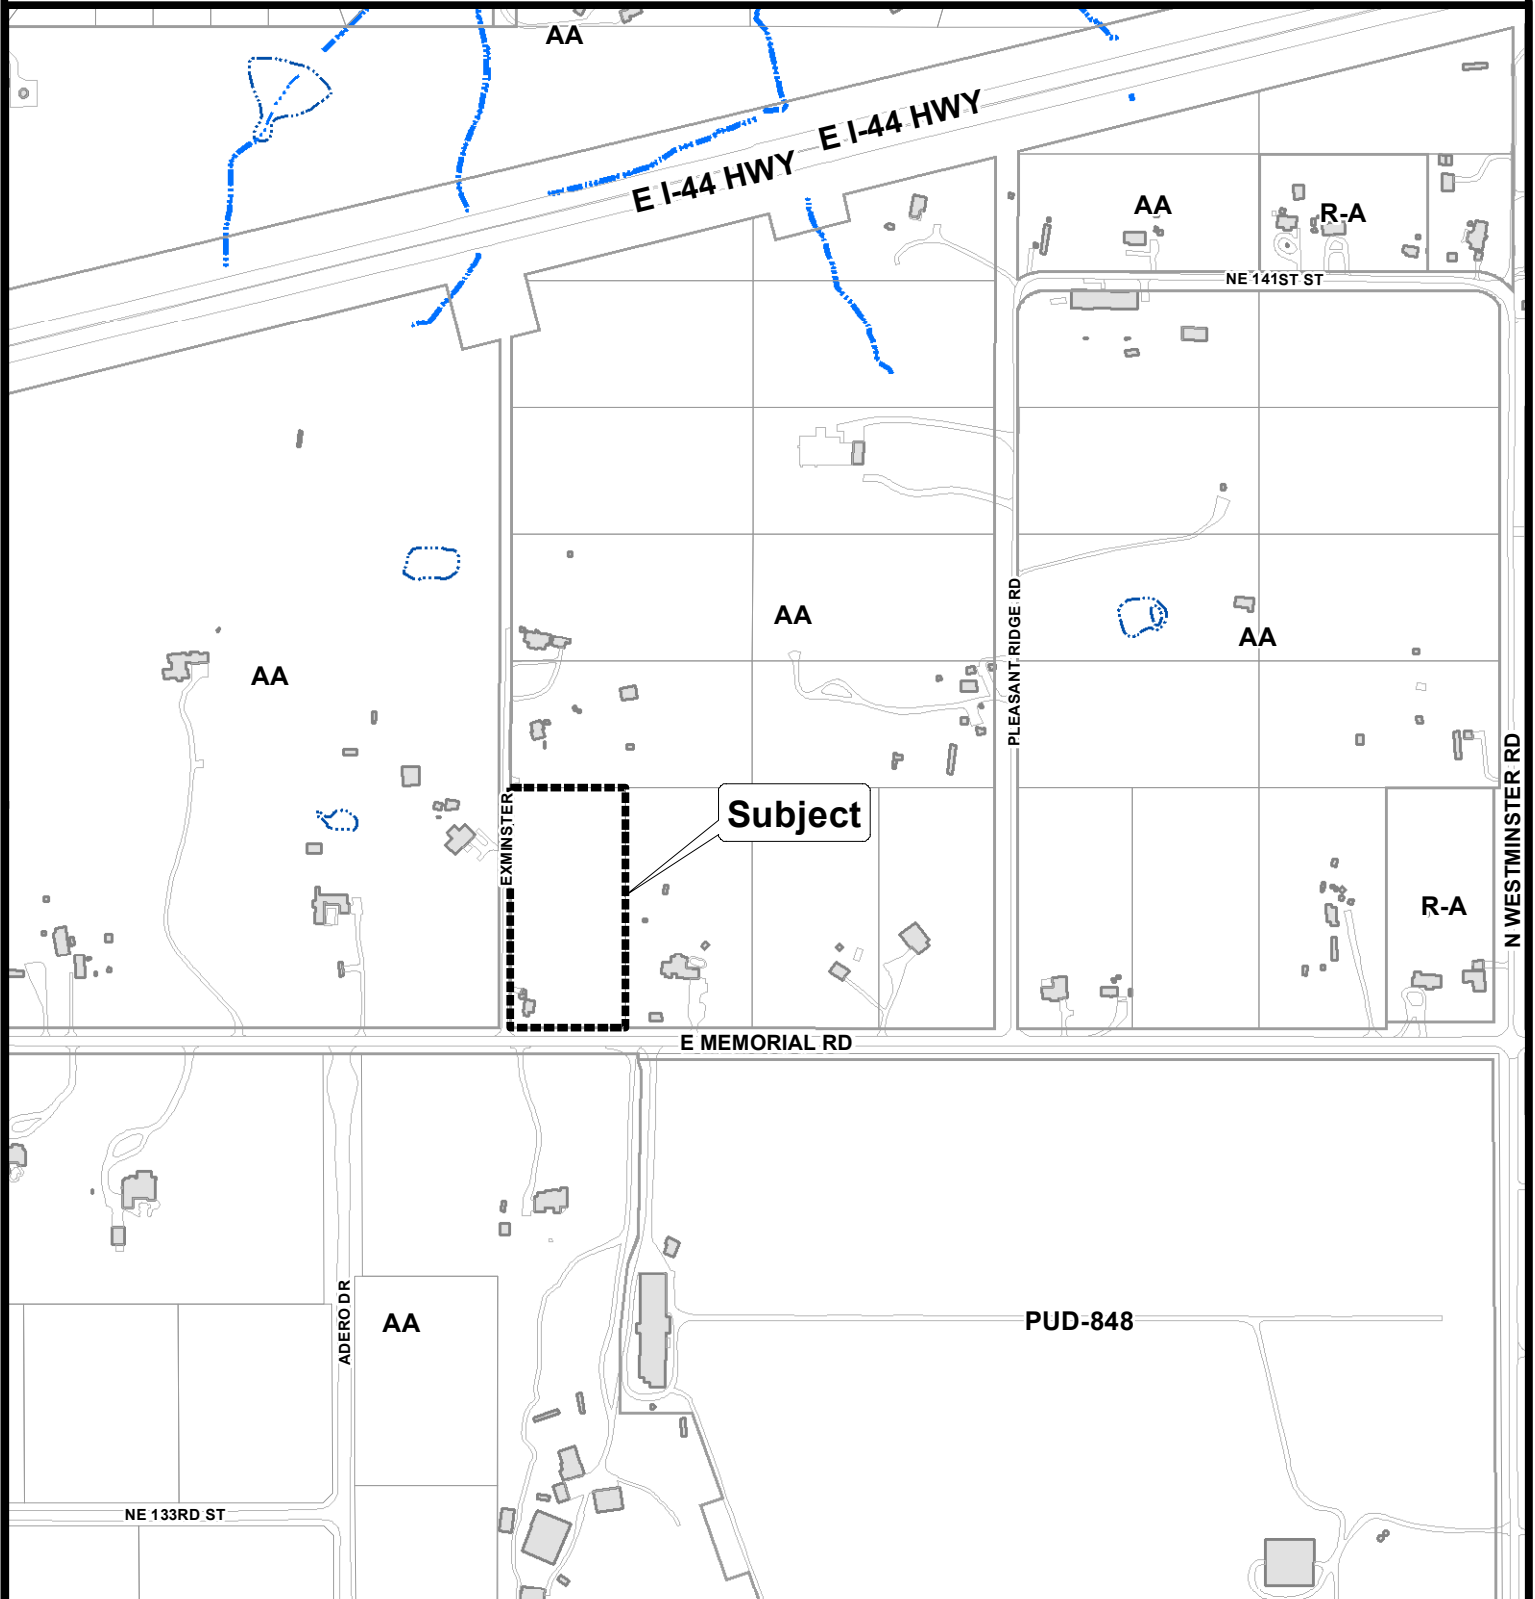 AA
E I-44 HWY
E I-44 HWY
AA
R-A
NE 141ST ST
PLEASANT RIDGE RD
AA
AA
AA
N WESTMINSTER RD
EXMINSTER
Subject
R-A
E MEMORIAL RD
ADERO DR
AA
PUD-848
NE 133RD ST